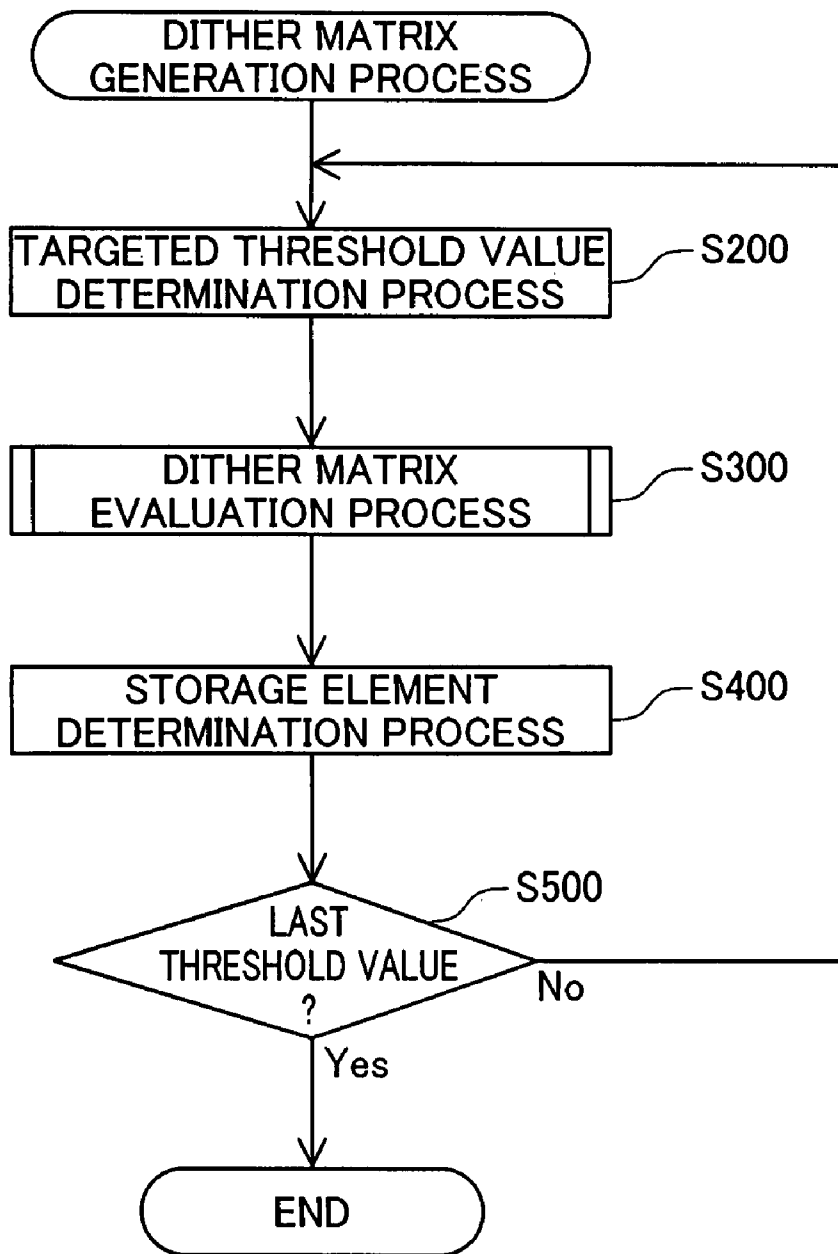 DITHER MATRIX
GENERATION PROCESS
TARGETED THRESHOLD VALUE
DETERMINATION PROCESS
S200
DITHER MATRIX
EVALUATION PROCESS
S300
STORAGE ELEMENT
DETERMINATION PROCESS
S400
S500
LAST
THRESHOLD VALUE
?
No
Yes
END